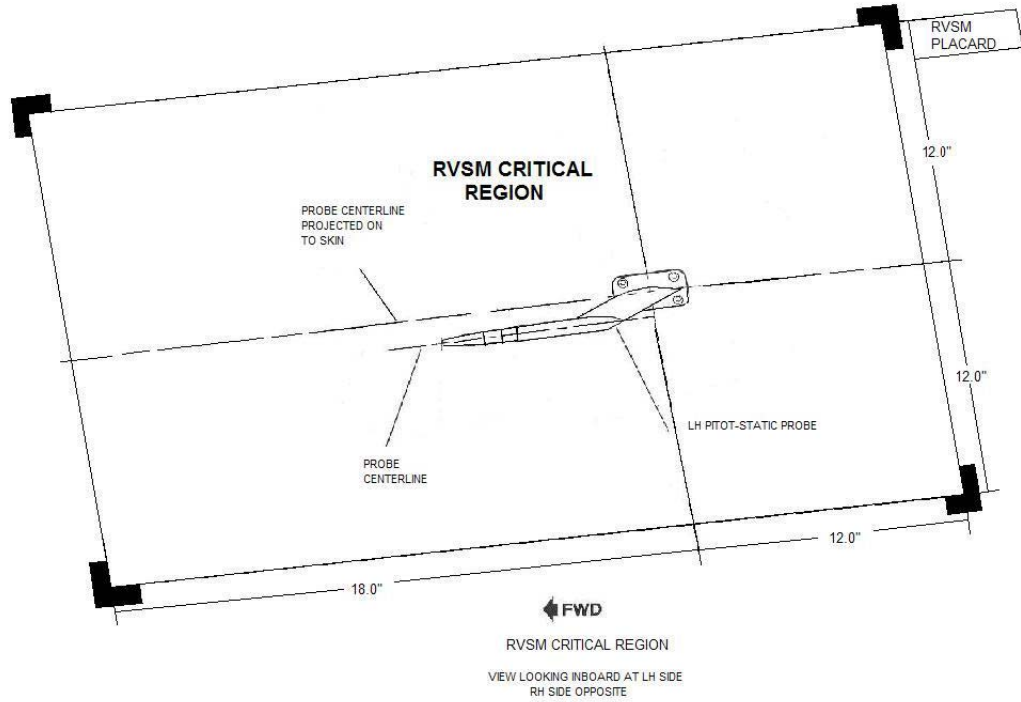 RVSM
PLACARD
12.0"
RVSM CRITICAL
REGION
PROBE CENTERLINE
PROJECTED ON
TO SKIN
12.0"
LH PITOT-STATIC PROBE
PROBE
CENTERLINE
12.0"
18.0"
FWD
RVSM CRITICAL REGION
VIEW LOOKING INBOARD AT LH SIDE
RH SIDE OPPOSITE